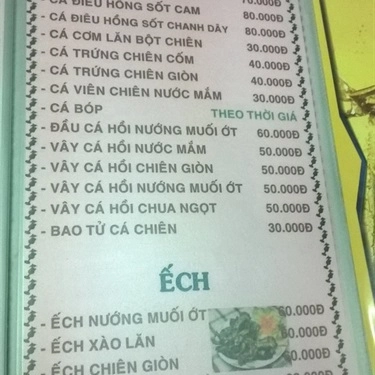 - CÁ ĐIÊU HỒNG SỐT CAM 70.000Đ
- CÁ ĐIÊU HỒNG SỐT CHANH DÂY 80.000Đ
- CÁ CƠM LĂN BỘT CHIÊN 80.000Đ
- CÁ TRỨNG CHIÊN CỐM 30.000Đ
- CÁ TRỨNG CHIÊN GIÒN 40.000Đ
- CÁ VIÊN CHIÊN NƯỚC MẮM 40.000Đ
30.000Đ
- CÁ BÓP THEO THỜI GIÁ
- ĐẦU CÁ HỒI NƯỚNG MUỐI ỚT 60.000Đ
- VÂY CÁ HỒI NƯỚC MẮM 50.000Đ
- VÂY CÁ HỒI CHIÊN GIÒN 50.000Đ
- VÂY CÁ HỒI NƯỚNG MUỐI ỚT 50.000Đ
- VÂY CÁ HỒI CHUA NGỌT 50.000Đ
- BAO TỬ CÁ CHIÊN 30.000Đ
ẾCH
- ẾCH NƯỚNG MUỐI ỚT
- ẾCH XÀO LĂN
- ẾCH CHIÊN GIÒN